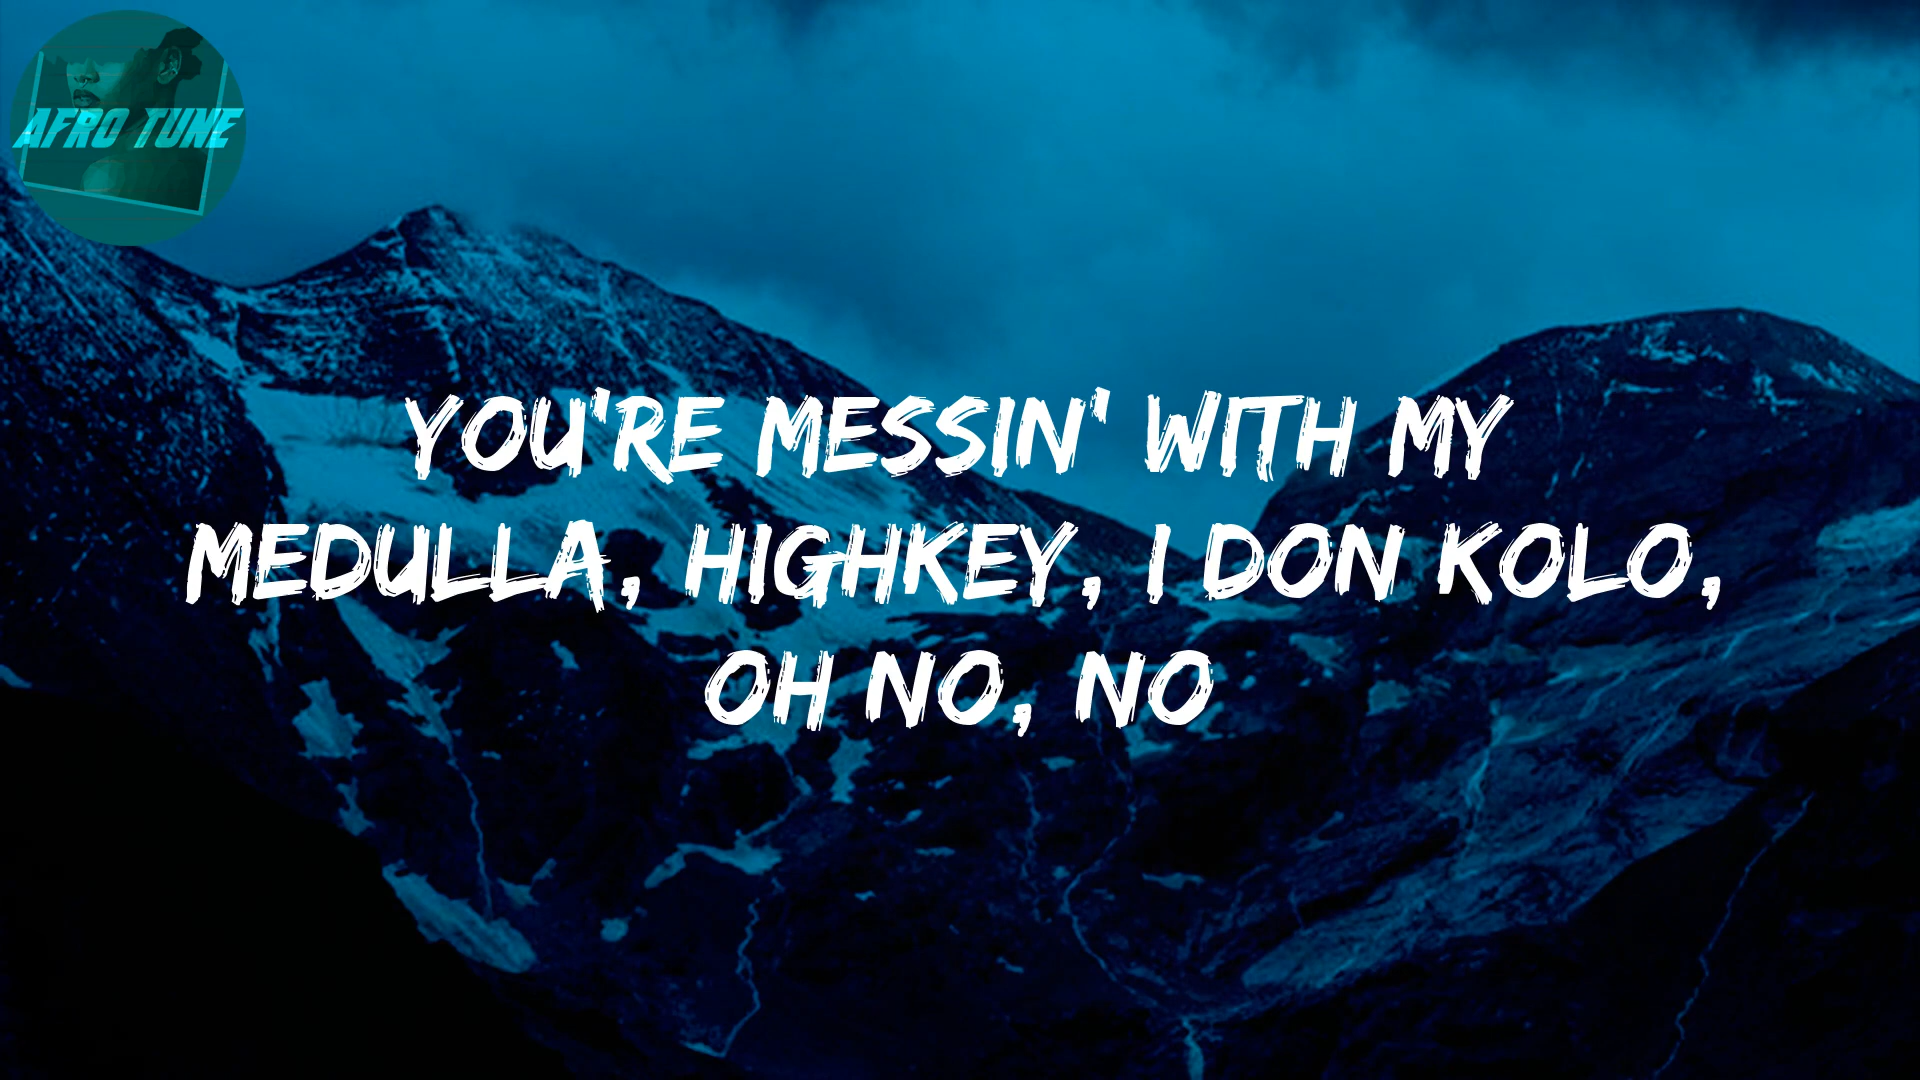 AFRO TUNE
YOU'RE MESSIN' WITH MY
MEDULLA, HIGHKEY, I DON KOLO,
OH NO, NO